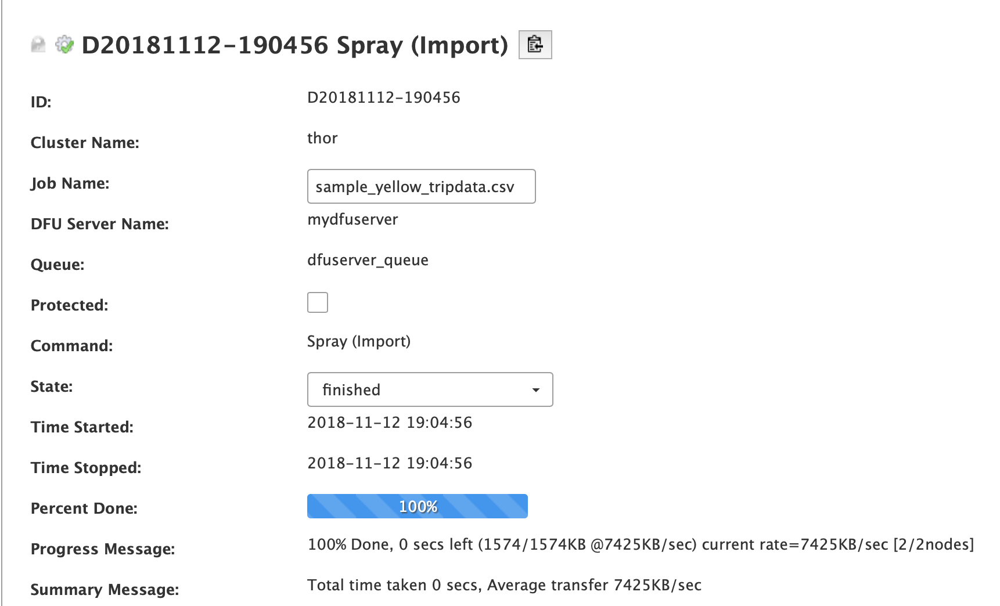 D20181112-190456 Spray (Import)
ID: D20181112-190456
Cluster Name: thor
Job Name: sample_yellow_tripdata.csv
DFU Server Name: mydfuserver
Queue: dfuserver_queue
Protected:
Command: Spray (Import)
State: finished
Time Started: 2018-11-12 19:04:56
Time Stopped: 2018-11-12 19:04:56
Percent Done: 100%
Progress Message: 100% Done, 0 secs left (1574/1574KB @7425KB/sec) current rate=7425KB/sec [2/2nodes]
Summary Message: Total time taken 0 secs, Average transfer 7425KB/sec